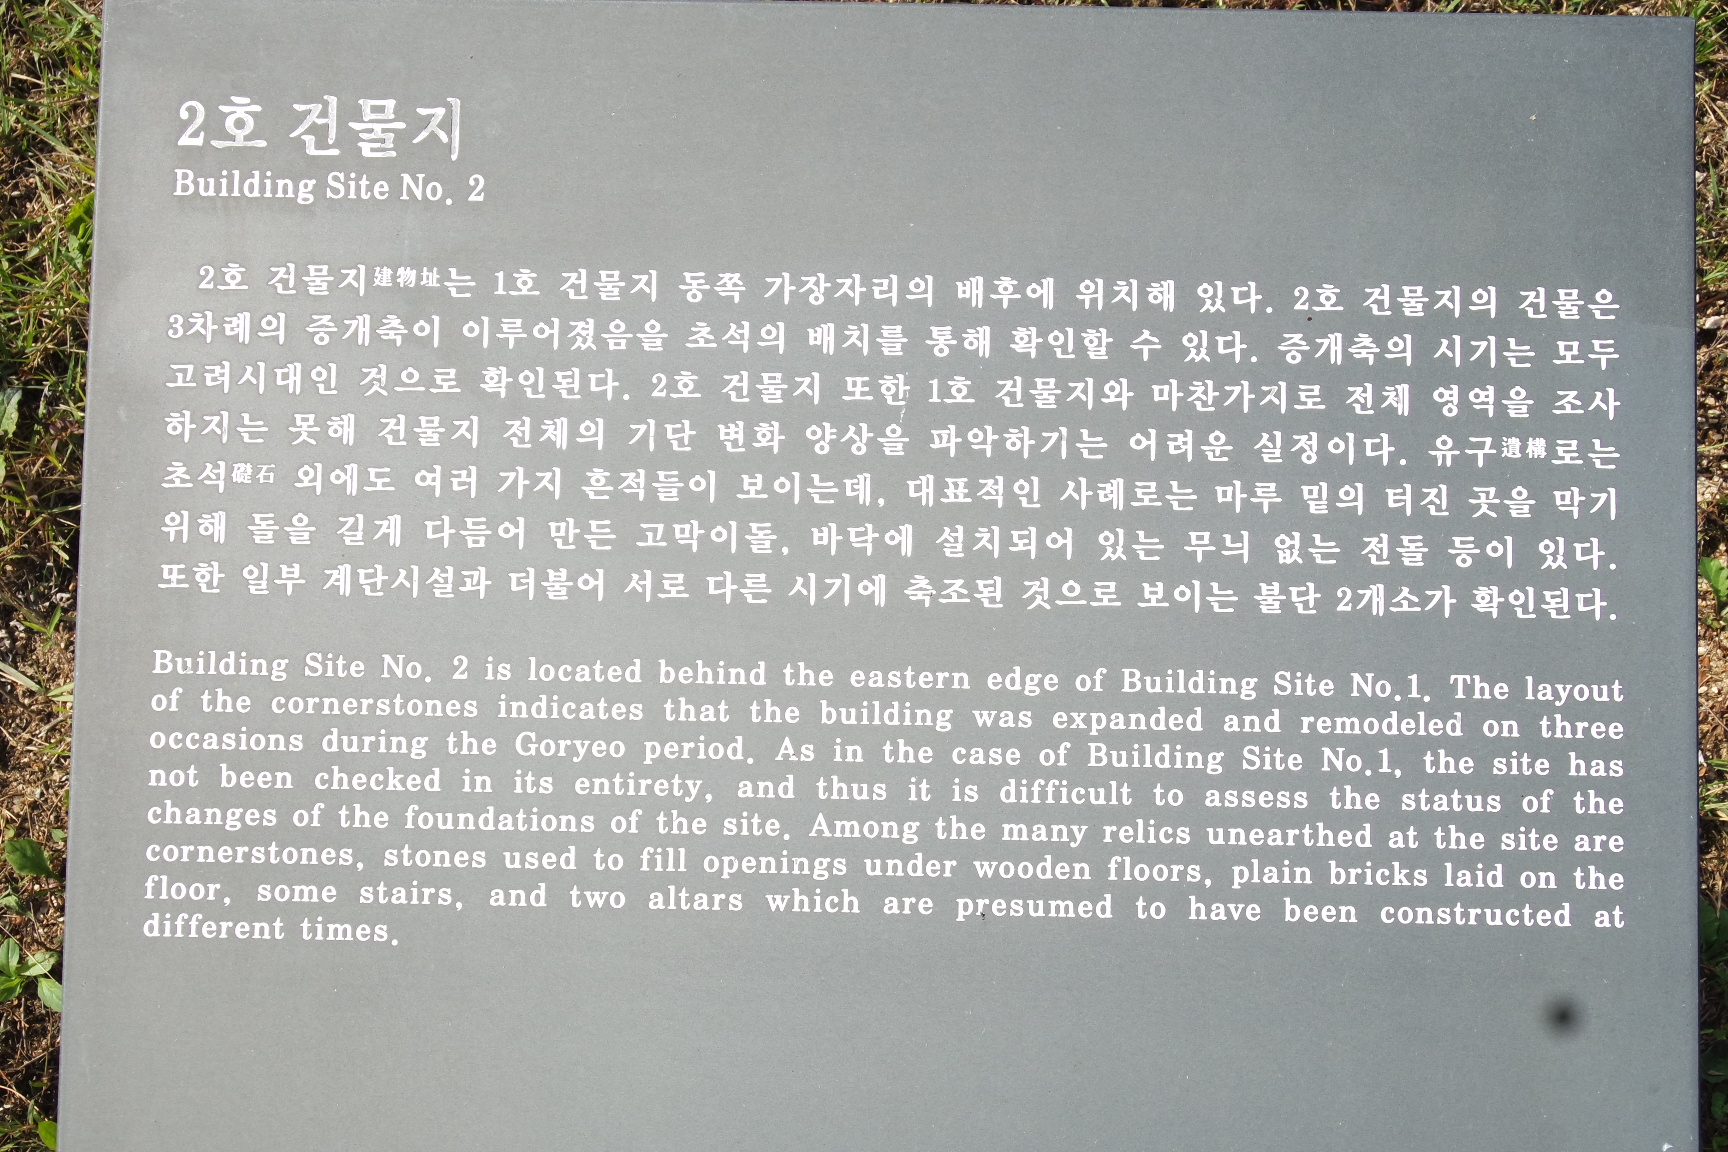 2호 건물지
Building Site No. 2
2호 건물지建物址는 1호 건물지 동쪽 가장자리의 배후에 위치해 있다. 2호 건물지의 건물은
3차례의 증개축이 이루어졌음을 초석의 배치를 통해 확인할 수 있다. 증개축의 시기는 모두
고려시대인 것으로 확인된다. 2호 건물지 또한 1호 건물지와 마찬가지로 전체 영역을 조사
하지는 못해 건물지 전체의 기단 변화 양상을 파악하기는 어려운 실정이다. 유구遺構로는
초석礎石 외에도 여러 가지 흔적들이 보이는데, 대표적인 사례로는 마루 밑의 터진 곳을 막기
위해 돌을 길게 다듬어 만든 고막이돌, 바닥에 설치되어 있는 무늬 없는 전돌 등이 있다.
또한 일부 계단시설과 더불어 서로 다른 시기에 축조된 것으로 보이는 불단 2개소가 확인된다.
Building Site No. 2 is located behind the eastern edge of Building Site No.1. The layout
of the cornerstones indicates that the building was expanded and remodeled on three
occasions during the Goryeo period. As in the case of Building Site No.1, the site has
not been checked in its entirety, and thus it is difficult to assess the status of the
changes of the foundations of the site. Among the many relics unearthed at the site are
cornerstones, stones used to fill openings under wooden floors, plain bricks laid on the
floor, some stairs, and two altars which are presumed to have been constructed at
different times.